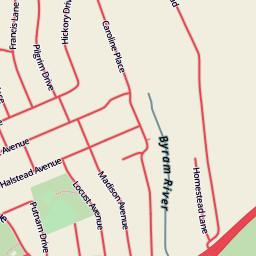 Francis Lane
Hickory Drive
Pilgrim Drive
Caroline Place
Avenue
Halstead Avenue
Byram River
Homestead Lane
Madison Avenue
Locust Avenue
Putnam Drive